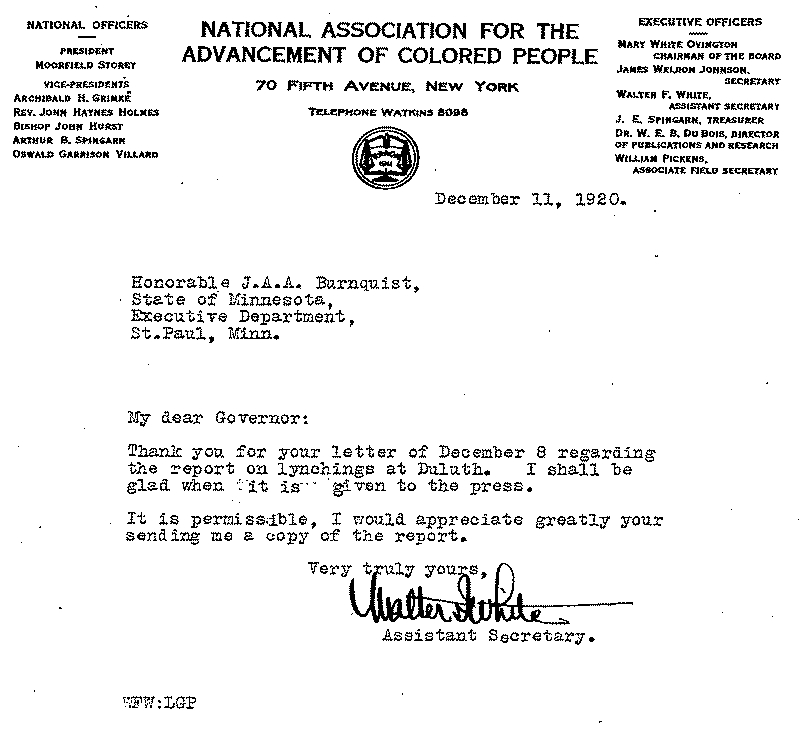 NATIONAL OFFICERS
PRESIDENT
MOORFIELD STOREY
VICE-PRESIDENTS
ARCHIBALD H. GRIMKÉ
REV. JOHN HAYNES HOLMES
BISHOP JOHN HURST
ARTHUR B. SPINGARN
OSWALD GARRISON VILLARD
NATIONAL ASSOCIATION FOR THE
ADVANCEMENT OF COLORED PEOPLE
70 FIFTH AVENUE, NEW YORK
TELEPHONE WATKINS 8098
EXECUTIVE OFFICERS
MARY WHITE OVINGTON
CHAIRMAN OF THE BOARD
JAMES WELDON JOHNSON,
SECRETARY
WALTER F. WHITE,
ASSISTANT SECRETARY
J. E. SPINGARN, TREASURER
DR. W. E. B. DU BOIS, DIRECTOR
OF PUBLICATIONS AND RESEARCH
WILLIAM PICKENS,
ASSOCIATE FIELD SECRETARY
December 11, 1920.
Honorable J.A.A. Burnquist,
State of Minnesota,
Executive Department,
St.Paul, Minn.
My dear Governor:
Thank you for your letter of December 8 regarding
the report on lynchings at Duluth. I shall be
glad when it is given to the press.
It is permissible, I would appreciate greatly your
sending me a copy of the report.
Very truly yours,
Walter F White
Assistant Secretary.
WFW:LGP